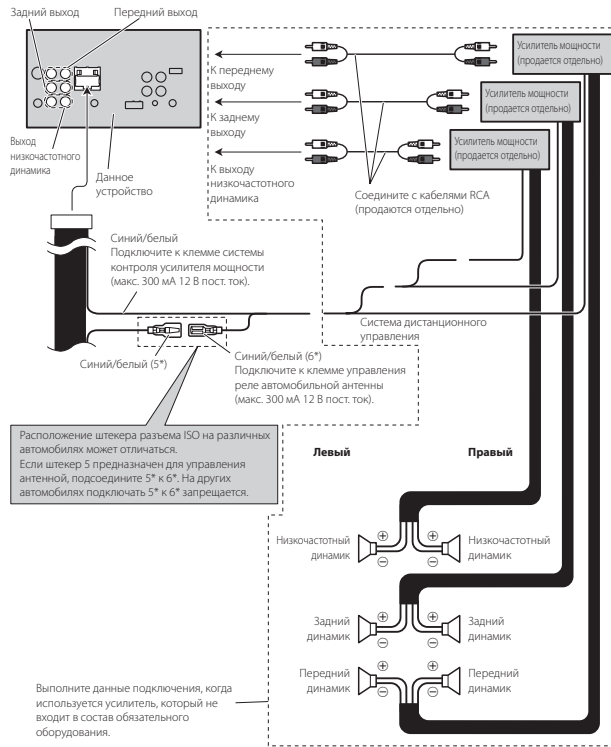 Задний выход
Передний выход
Выход
низкочастотного
динамика
Данное
устройство
К переднему
выходу
К заднему
выходу
К выходу
низкочастотного
динамика
Усилитель мощности
(продается отдельно)
Усилитель мощности
(продается отдельно)
Усилитель мощности
(продается отдельно)
Соедините с кабелями RCA
(продаются отдельно)
Синий/белый
Подключите к клемме системы
контроля усилителя мощности
(макс. 300 мА 12 В пост. ток).
Система дистанционного
управления
Синий/белый (5*)
Синий/белый (6*)
Подключите к клемме управления
реле автомобильной антенны
(макс. 300 мА 12 В пост. ток).
Расположение штекера разъема ISO на различных
автомобилях может отличаться.
Если штекер 5 предназначен для управления
антенной, подсоедините 5* к 6*. На других
автомобилях подключать 5* к 6* запрещается.
Левый
Правый
Низкочастотный
динамик
⊕
⊖
⊕
⊖
Низкочастотный
динамик
Задний
динамик
⊕
⊖
⊕
⊖
Задний
динамик
Передний
динамик
⊕
⊖
⊕
⊖
Передний
динамик
Выполните данные подключения, когда
используется усилитель, который не
входит в состав обязательного
оборудования.